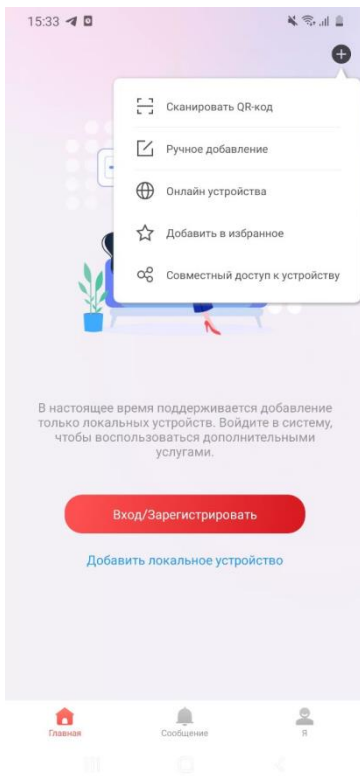 15:33
Сканировать QR-код
Ручное добавление
Онлайн устройства
Добавить в избранное
Совместный доступ к устройству
В настоящее время поддерживается добавление
только локальных устройств. Войдите в систему,
чтобы воспользоваться дополнительными
услугами.
Вход/Зарегистрировать
Добавить локальное устройство
Главная
Сообщение
Я